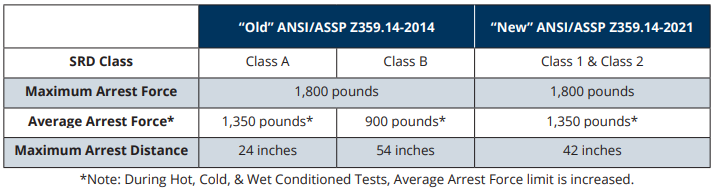 “Old” ANSI/ASSP Z359.14-2014 “New” ANSI/ASSP Z359.14-2021
SRD Class Class A Class B Class 1 & Class 2
Maximum Arrest Force 1,800 pounds 1,800 pounds
Average Arrest Force* 1,350 pounds* 900 pounds* 1,350 pounds*
Maximum Arrest Distance 24 inches 54 inches 42 inches
*Note: During Hot, Cold, & Wet Conditioned Tests, Average Arrest Force limit is increased.